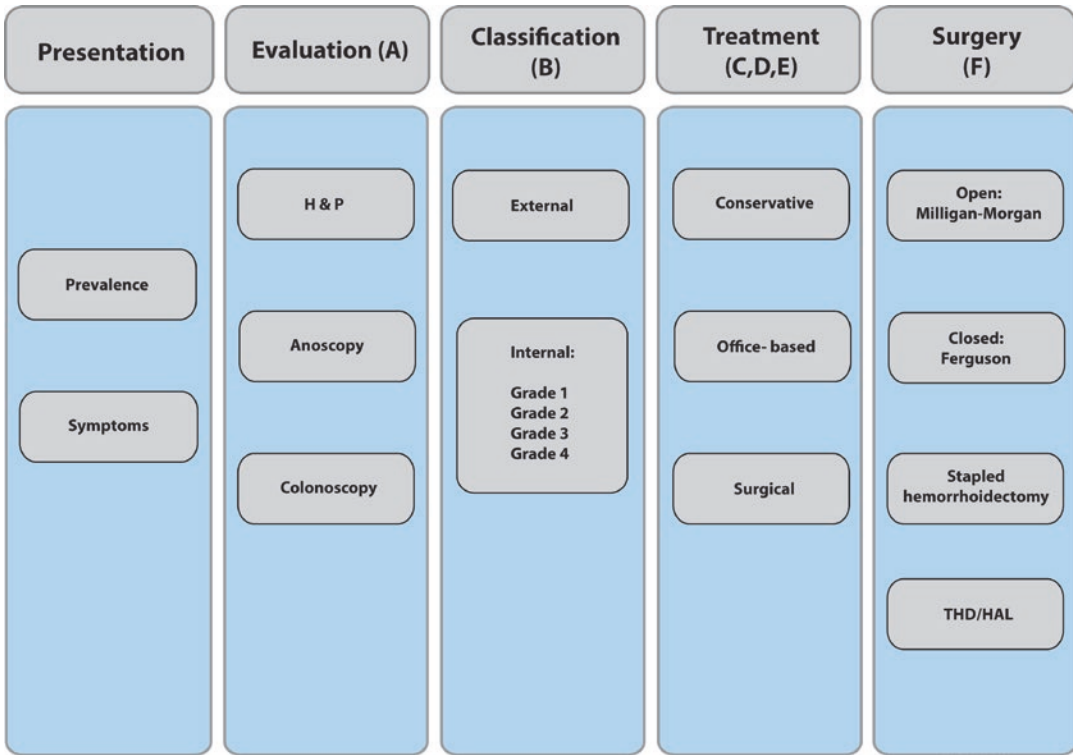 Presentation
Prevalence
Symptoms
Evaluation (A)
H & P
Anoscopy
Colonoscopy
Classification
(B)
External
Internal:
Grade 1
Grade 2
Grade 3
Grade 4
Treatment
(C,D,E)
Conservative
Office- based
Surgical
Surgery
(F)
Open:
Milligan-Morgan
Closed:
Ferguson
Stapled
hemorrhoidectomy
THD/HAL